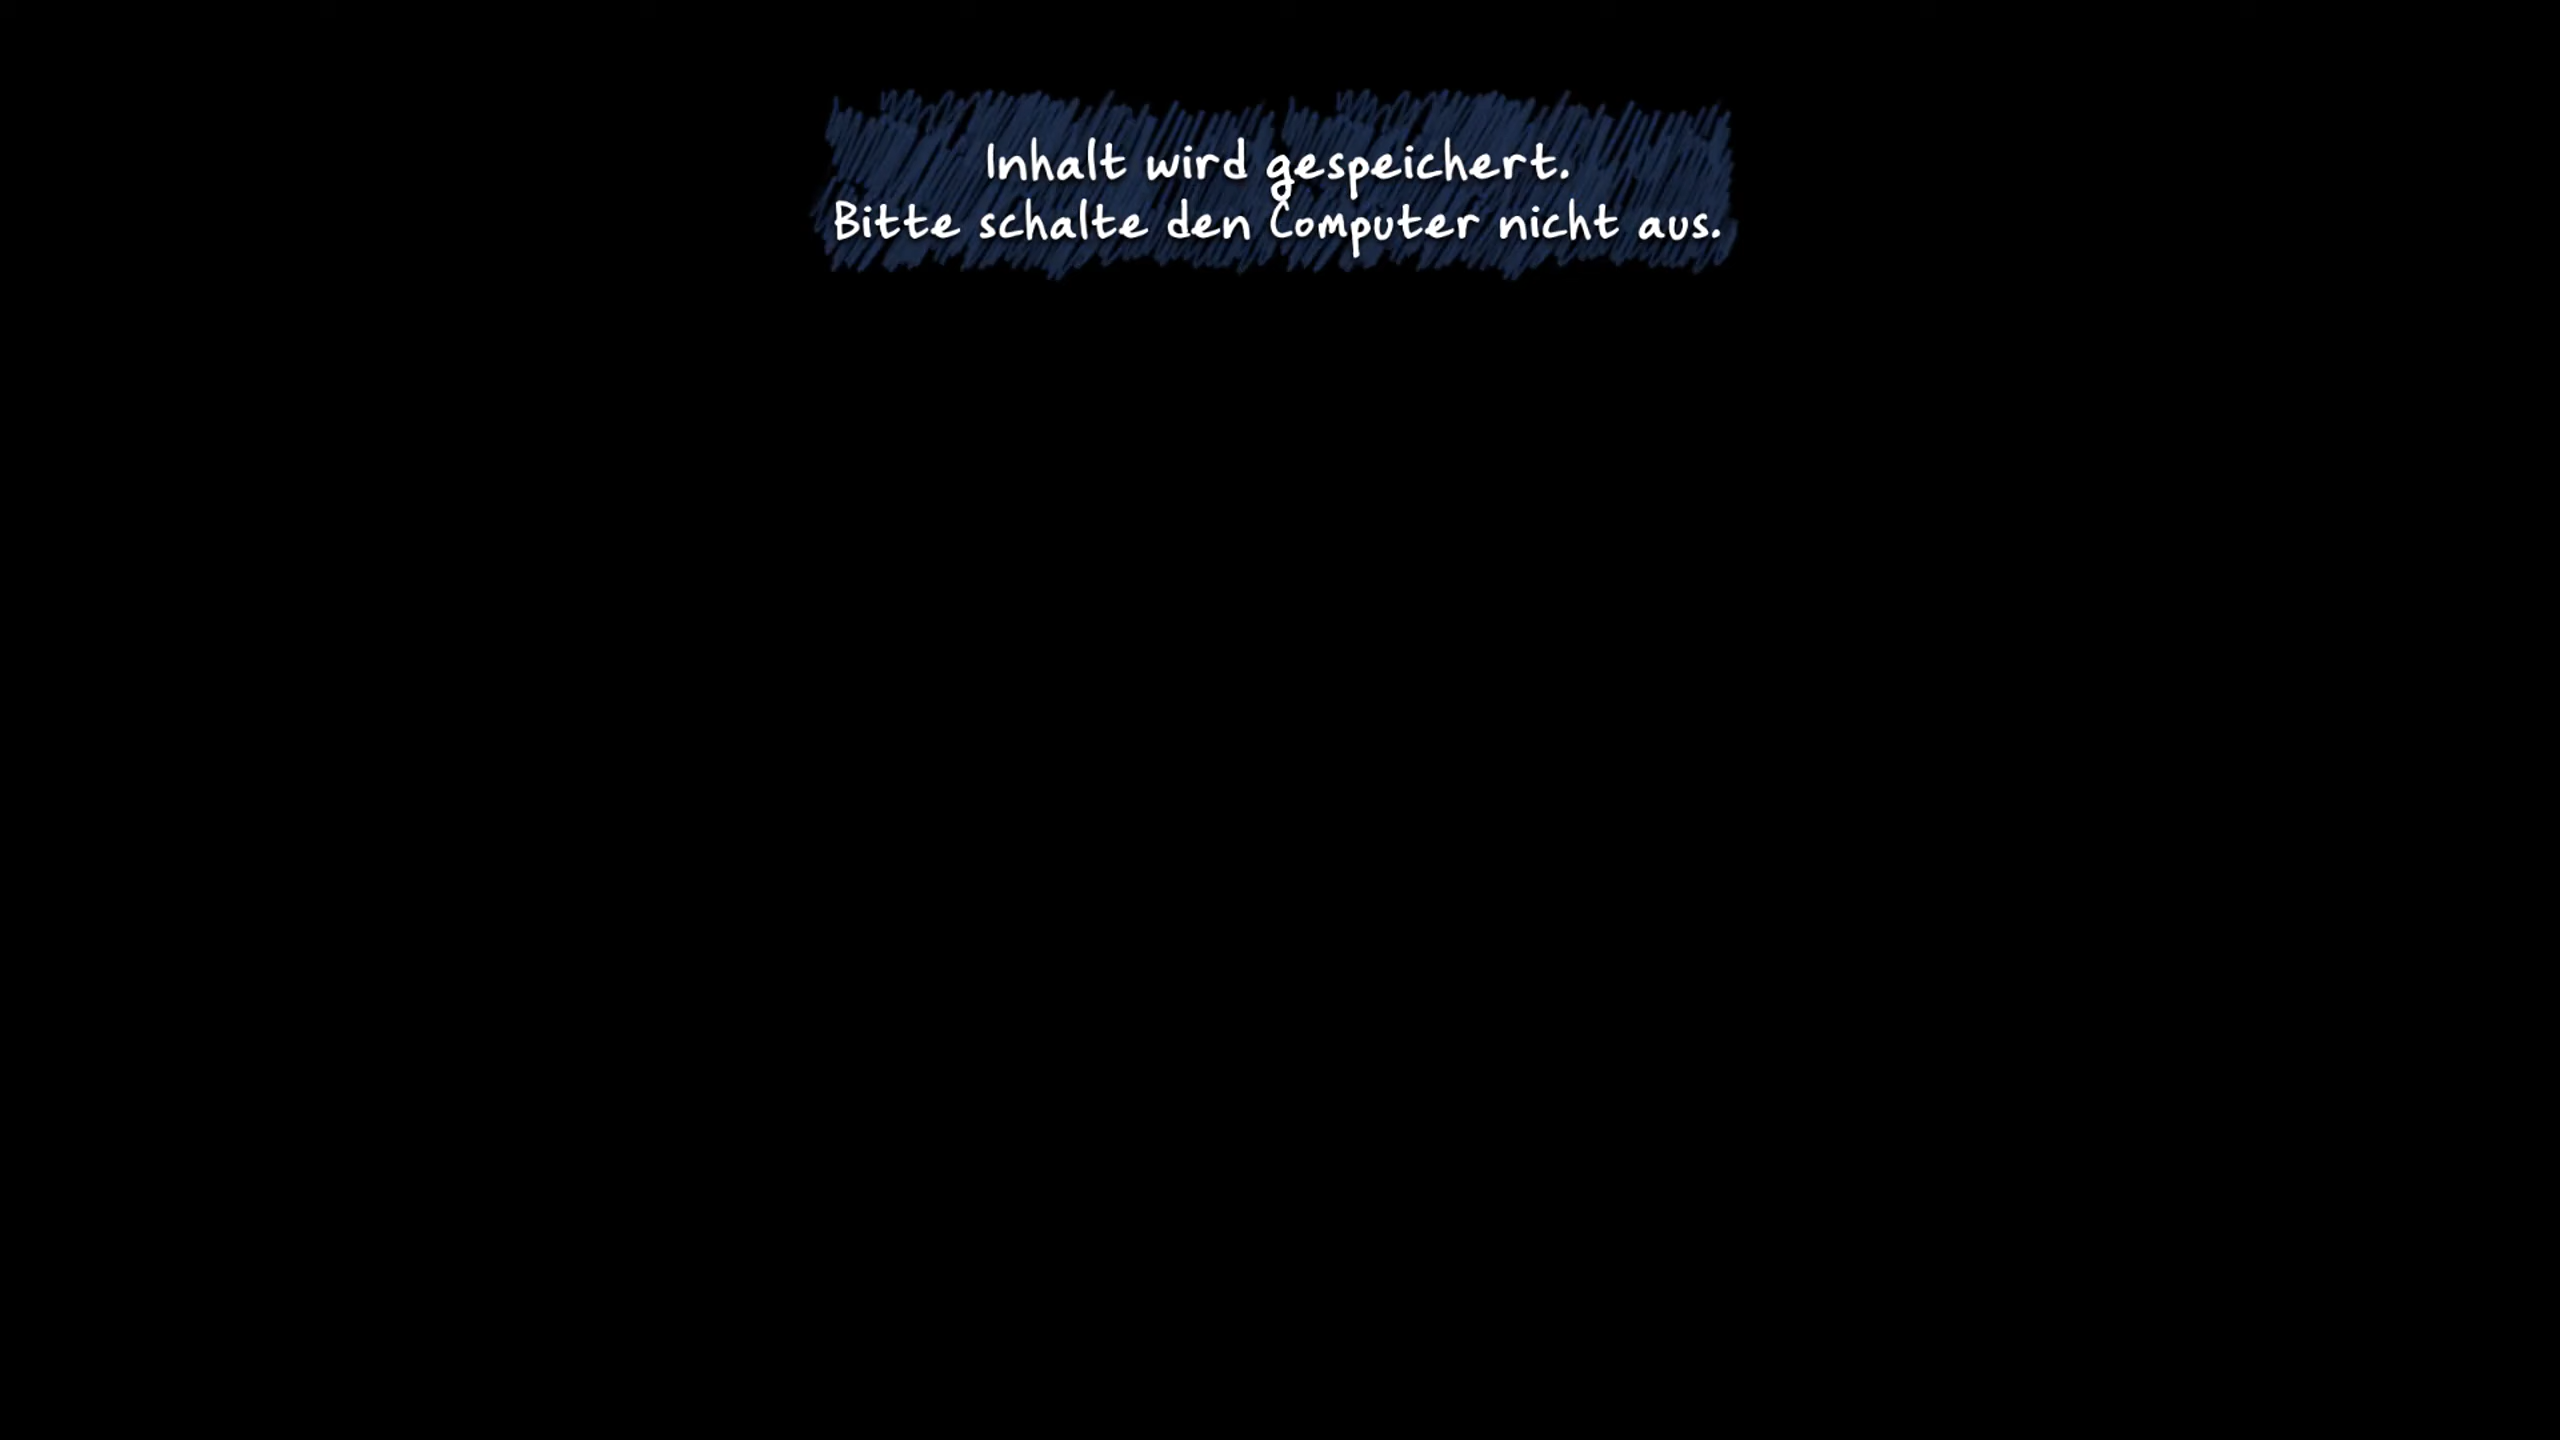 Inhalt wird gespeichert.
Bitte schalte den Computer nicht aus.